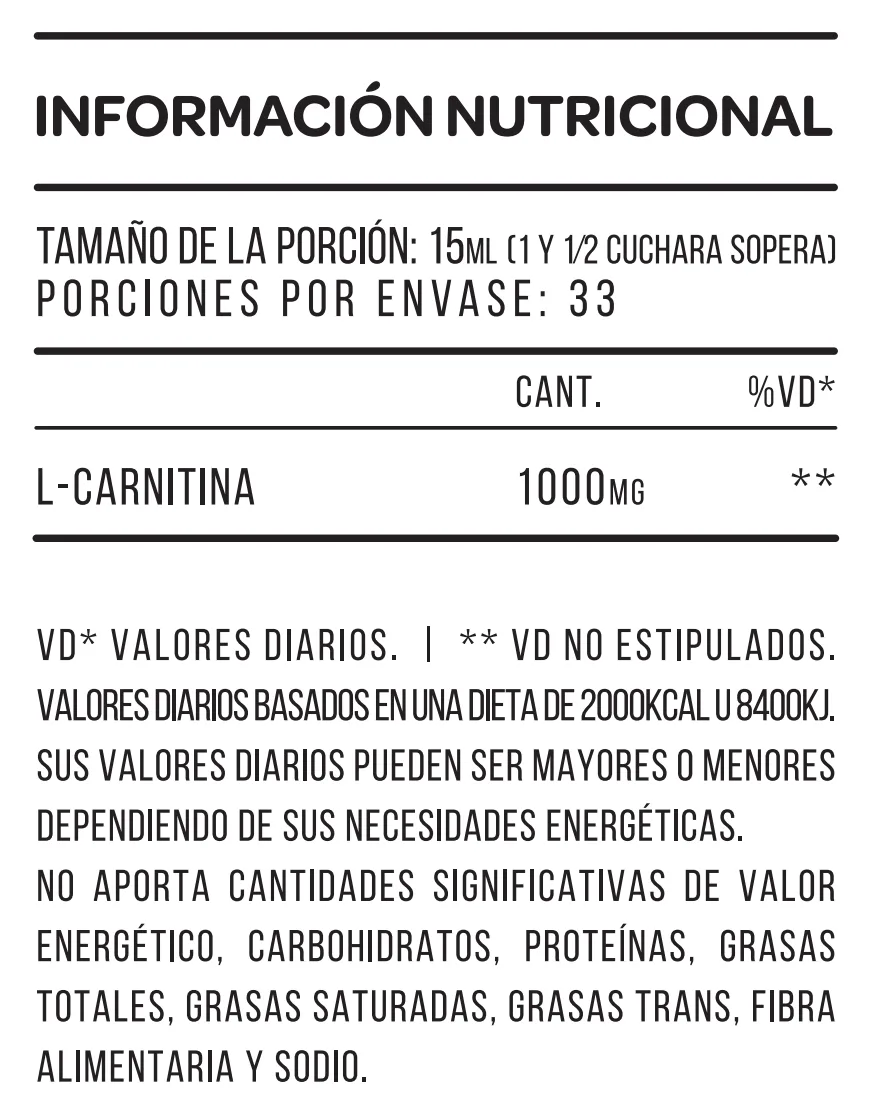 INFORMACIÓN NUTRICIONAL
TAMAÑO DE LA PORCIÓN: 15ML (1 Y 1/2 CUCHARA SOPERA)
PORCIONES POR ENVASE: 33
CANT. %VD*
L-CARNITINA 1000MG **
VD* VALORES DIARIOS. | ** VD NO ESTIPULADOS.
VALORES DIARIOS BASADOS EN UNA DIETA DE 2000KCAL U 8400KJ.
SUS VALORES DIARIOS PUEDEN SER MAYORES O MENORES
DEPENDIENDO DE SUS NECESIDADES ENERGÉTICAS.
NO APORTA CANTIDADES SIGNIFICATIVAS DE VALOR
ENERGÉTICO, CARBOHIDRATOS, PROTEÍNAS, GRASAS
TOTALES, GRASAS SATURADAS, GRASAS TRANS, FIBRA
ALIMENTARIA Y SODIO.